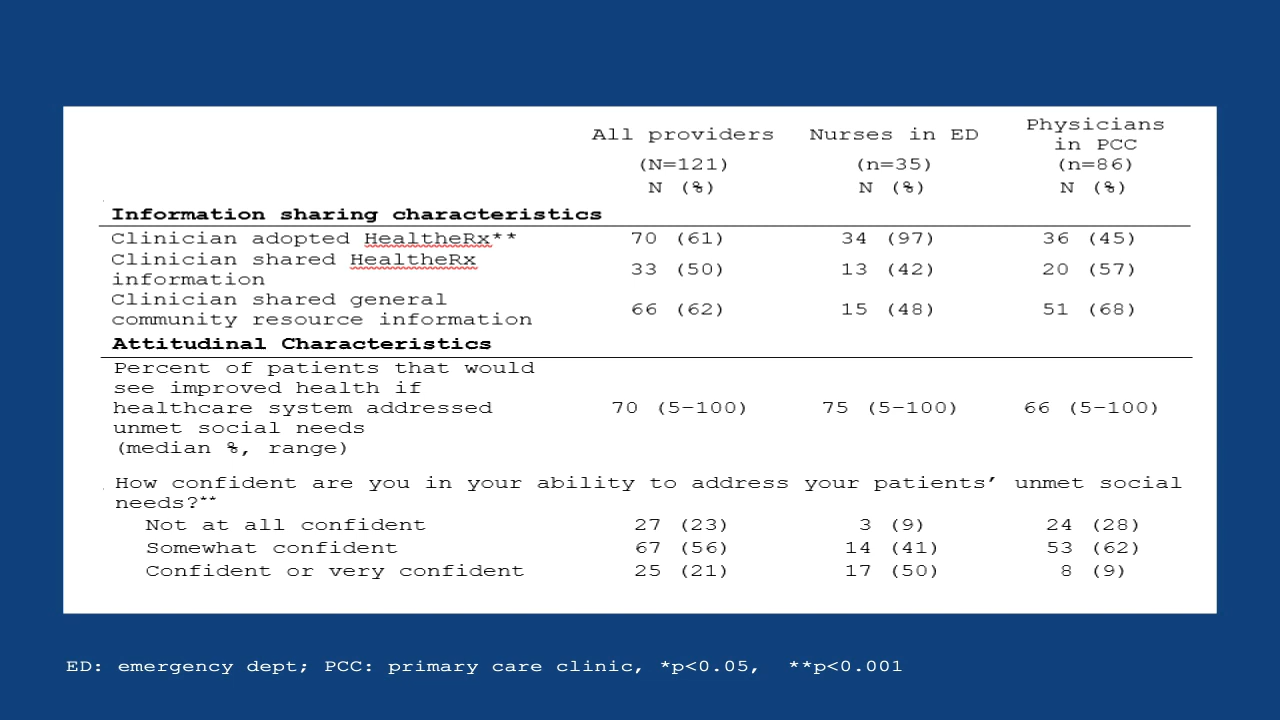 All providers Nurses in ED Physicians in PCC
(N=121) (n=35) (n=86)
N (%) N (%) N (%)
Information sharing characteristics
Clinician adopted HealtheRx** 70 (61) 34 (97) 36 (45)
Clinician shared HealtheRx
information 33 (50) 13 (42) 20 (57)
Clinician shared general
community resource information 66 (62) 15 (48) 51 (68)
Attitudinal Characteristics
Percent of patients that would
see improved health if
healthcare system addressed 70 (5–100) 75 (5–100) 66 (5–100)
unmet social needs
(median %, range)
How confident are you in your ability to address your patients’ unmet social
needs?**
Not at all confident 27 (23) 3 (9) 24 (28)
Somewhat confident 67 (56) 14 (41) 53 (62)
Confident or very confident 25 (21) 17 (50) 8 (9)
ED: emergency dept; PCC: primary care clinic, *p<0.05, **p<0.001